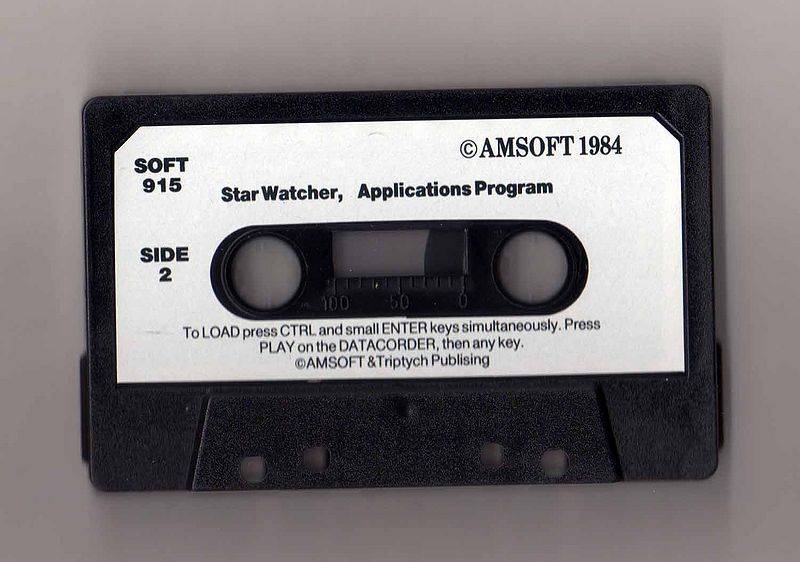 ©AMSOFT 1984
SOFT
915
Star Watcher, Applications Program
SIDE
2
100 50 0
To LOAD press CTRL and small ENTER keys simultaneously. Press
PLAY on the DATACORDER, then any key.
©AMSOFT & Triptych Publising